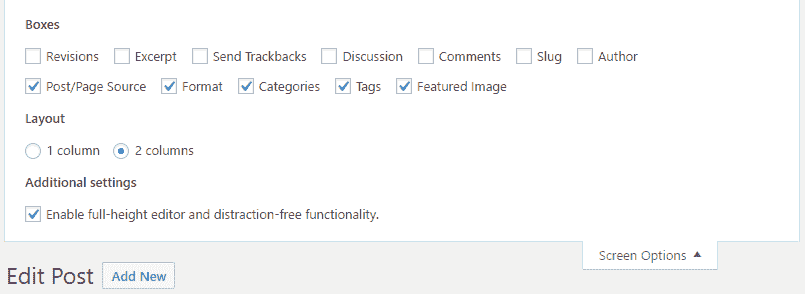 Boxes
Revisions Excerpt Send Trackbacks Discussion Comments Slug Author
Post/Page Source Format Categories Tags Featured Image
Layout
1 column 2 columns
Additional settings
Enable full-height editor and distraction-free functionality.
Screen Options
Edit Post Add New